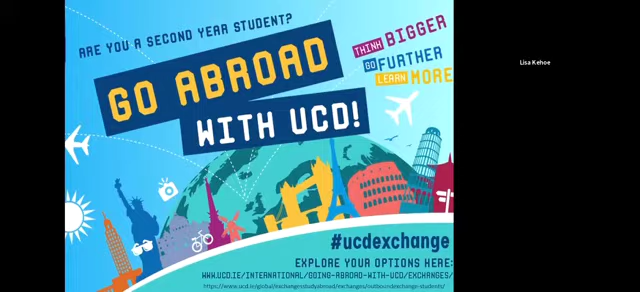 ARE YOU A SECOND YEAR STUDENT?
GO ABROAD
WITH UCD!
THINK BIGGER
GO FURTHER
LEARN MORE
Lisa Kehoe
#ucdexchange
EXPLORE YOUR OPTIONS HERE:
WWW.UCD.IE/INTERNATIONAL/GOING-ABROAD-WITH-UCD/EXCHANGES/
https://www.ucd.ie/global/exchangestudyabroad/exchanges/outboundexchange-students/